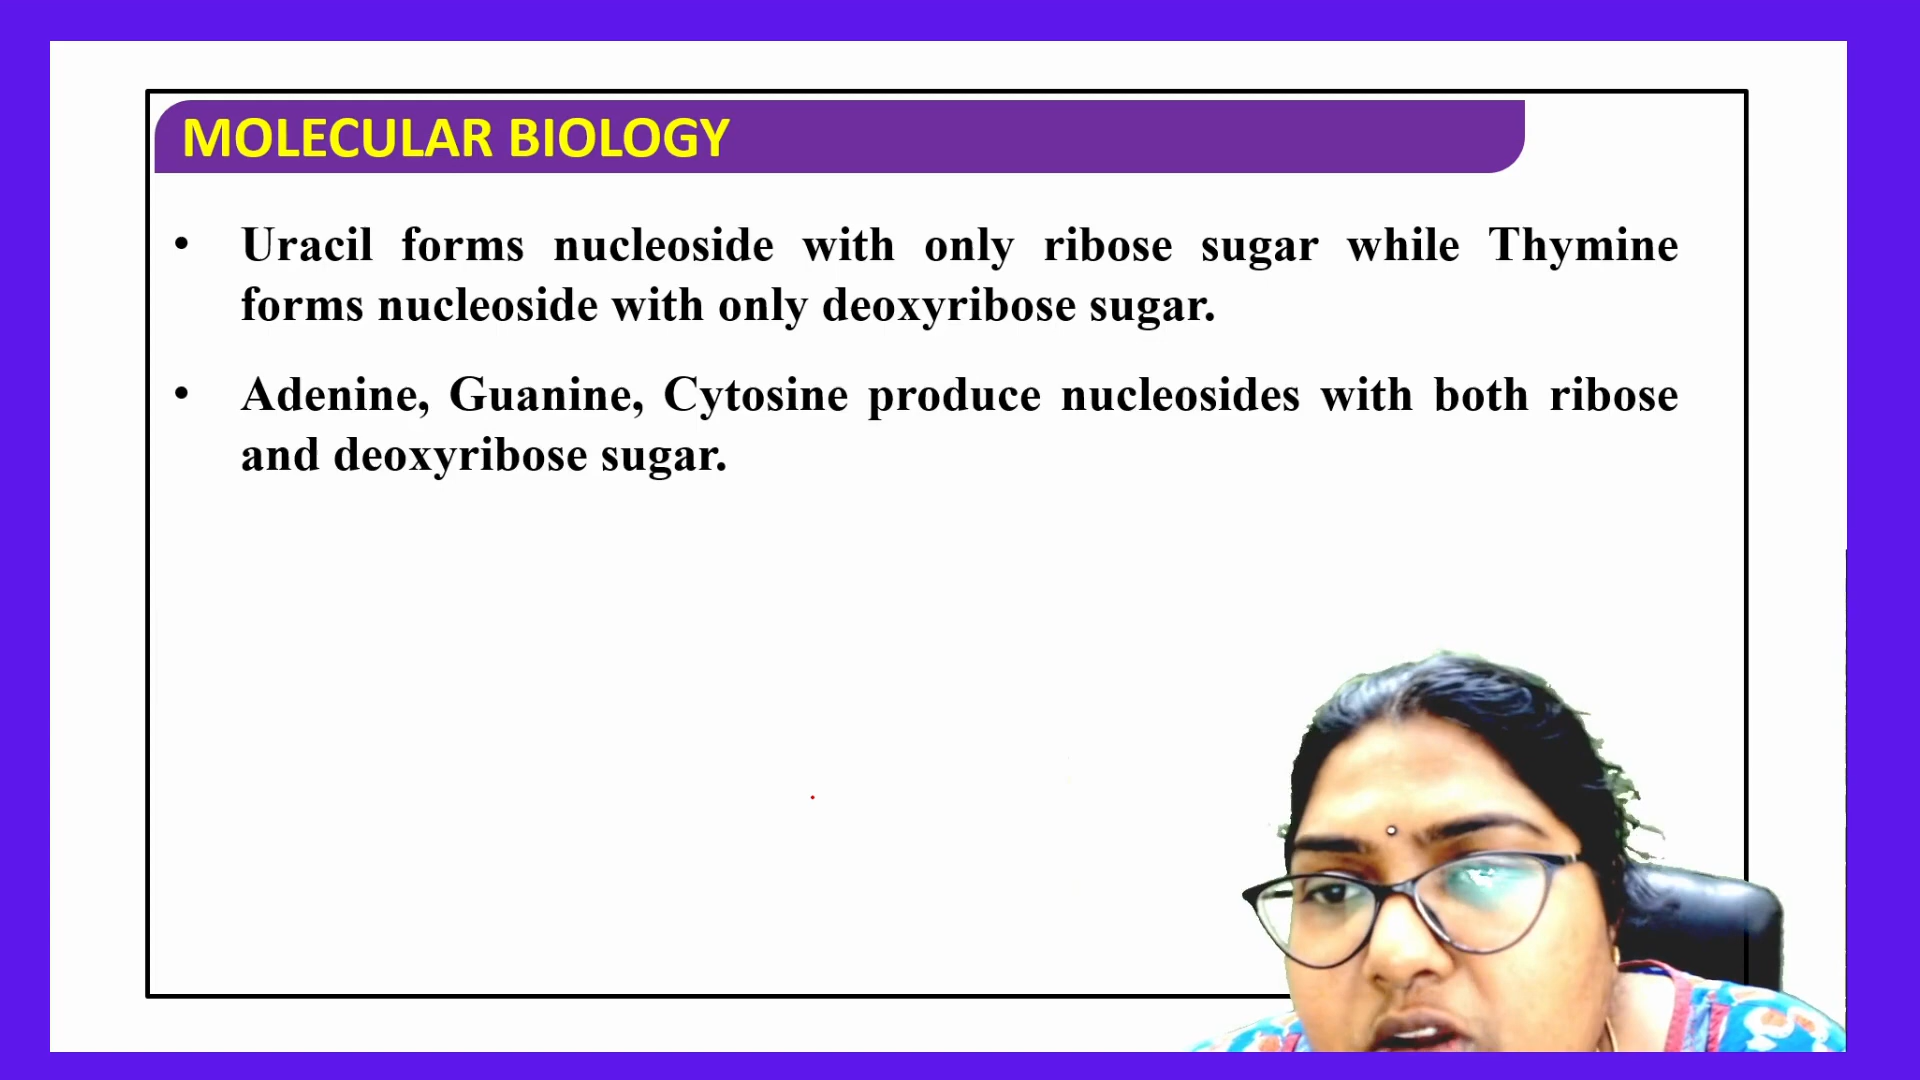 MOLECULAR BIOLOGY
• Uracil forms nucleoside with only ribose sugar while Thymine
forms nucleoside with only deoxyribose sugar.
• Adenine, Guanine, Cytosine produce nucleosides with both ribose
and deoxyribose sugar.